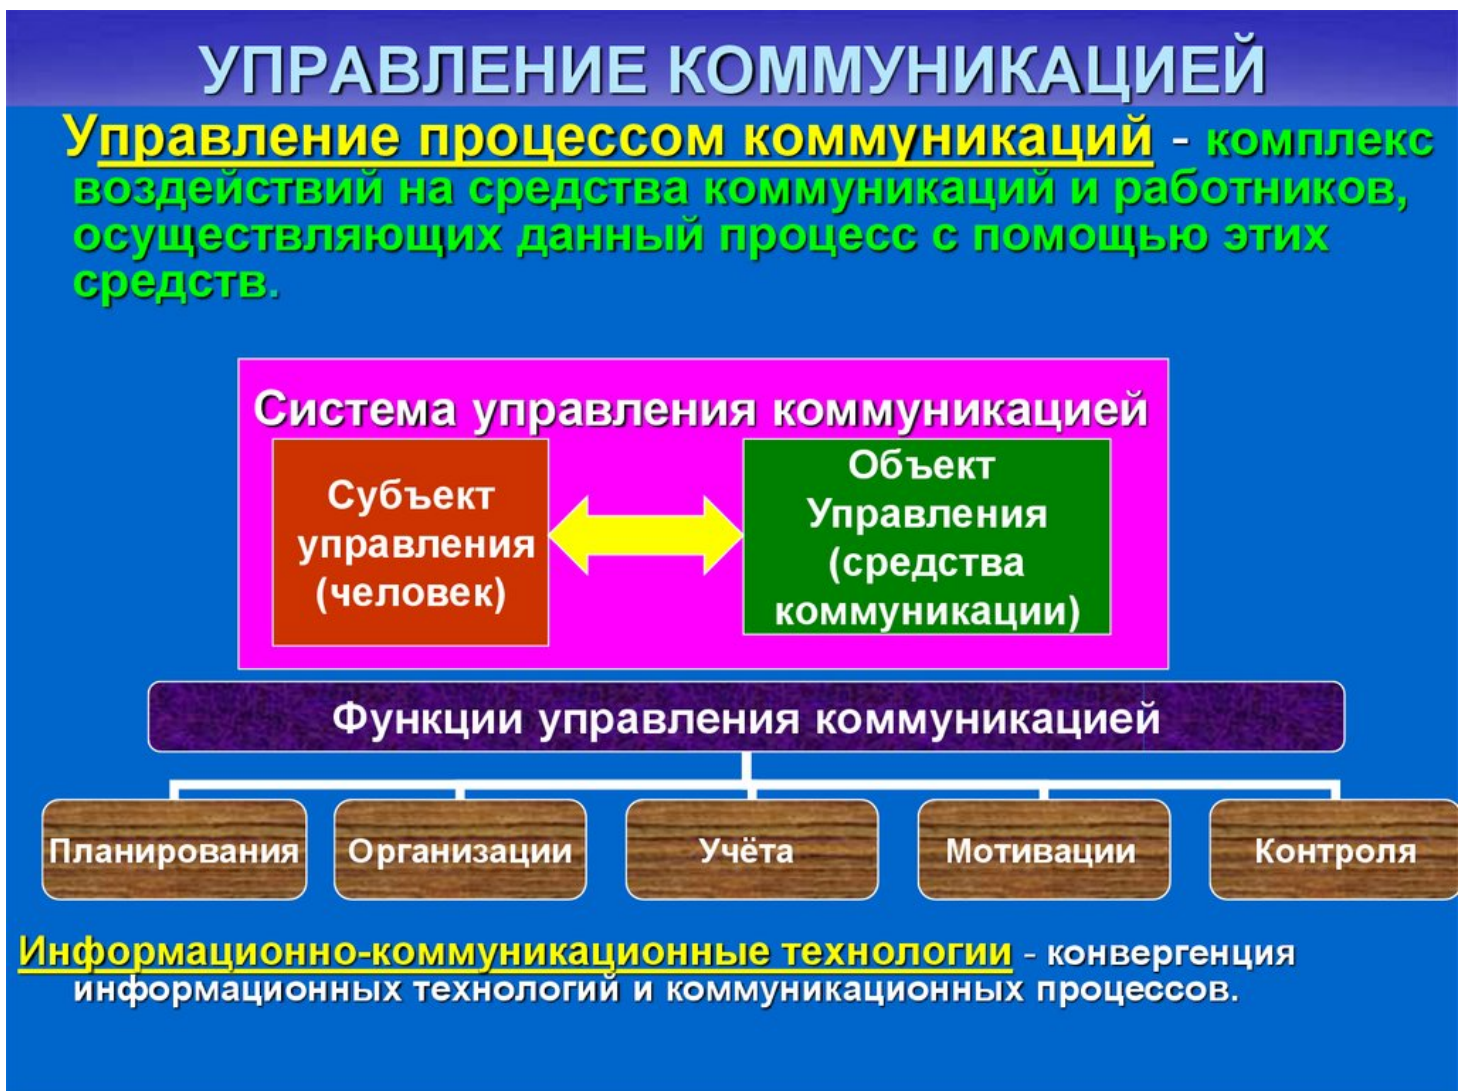 УПРАВЛЕНИЕ КОММУНИКАЦИЕЙ
Управление процессом коммуникаций - комплекс
воздействий на средства коммуникаций и работников,
осуществляющих данный процесс с помощью этих
средств.
Система управления коммуникацией
Субъект
управления
(человек)
Объект
Управления
(средства
коммуникации)
Функции управления коммуникацией
Планирования
Организации
Учёта
Мотивации
Контроля
Информационно-коммуникационные технологии - конвергенция
информационных технологий и коммуникационных процессов.